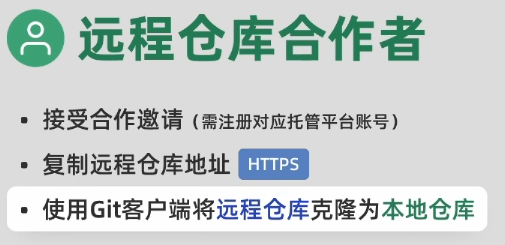 远程仓库合作者
• 接受合作邀请（需注册对应托管平台账号）
• 复制远程仓库地址 HTTPS
• 使用Git客户端将远程仓库克隆为本地仓库